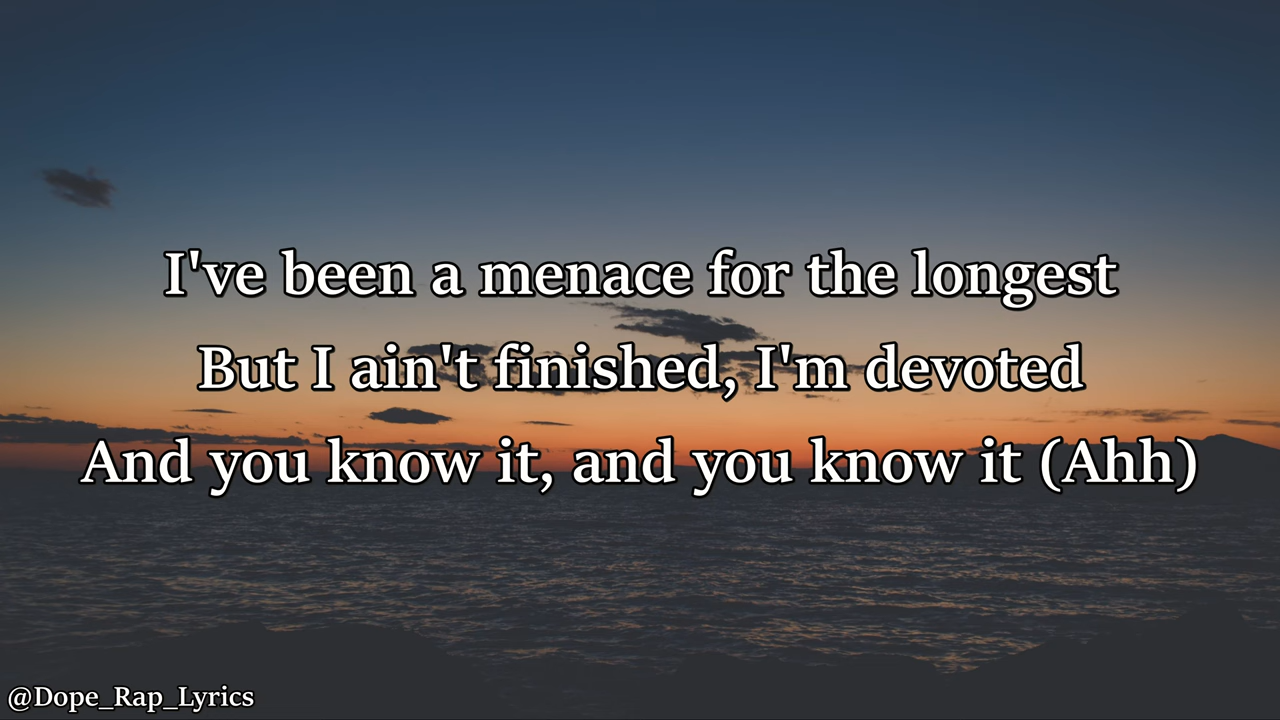 I've been a menace for the longest
But I ain't finished, I'm devoted
And you know it, and you know it (Ahh)
@Dope_Rap_Lyrics